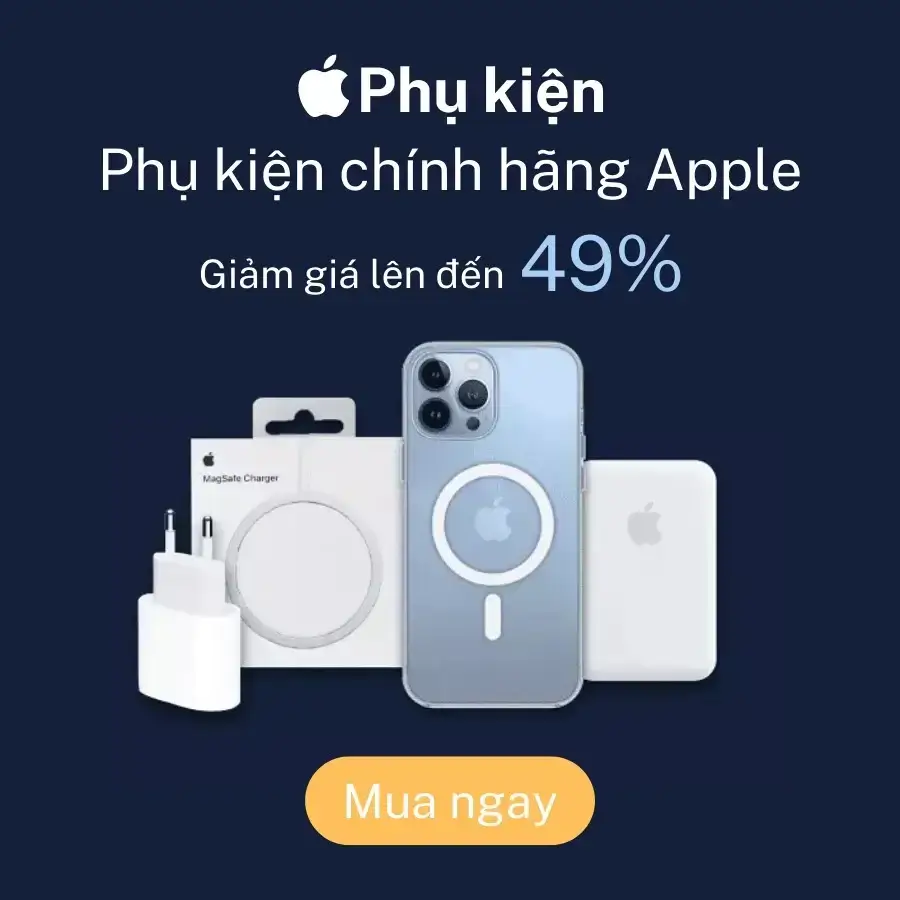 Phụ kiện
Phụ kiện chính hãng Apple
Giảm giá lên đến 49%
MagSafe Charger
Mua ngay